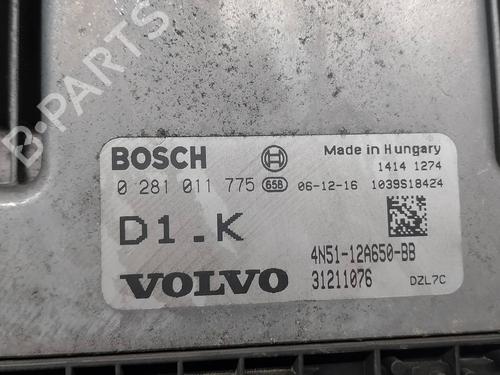 B-PARTS
BOSCH
Made in Hungary
1414 1274
0 281 011 775 65B 06-12-16 1039S18424
D1.K
4N51-12A650-BB
VOLVO 31211076 DZL7C